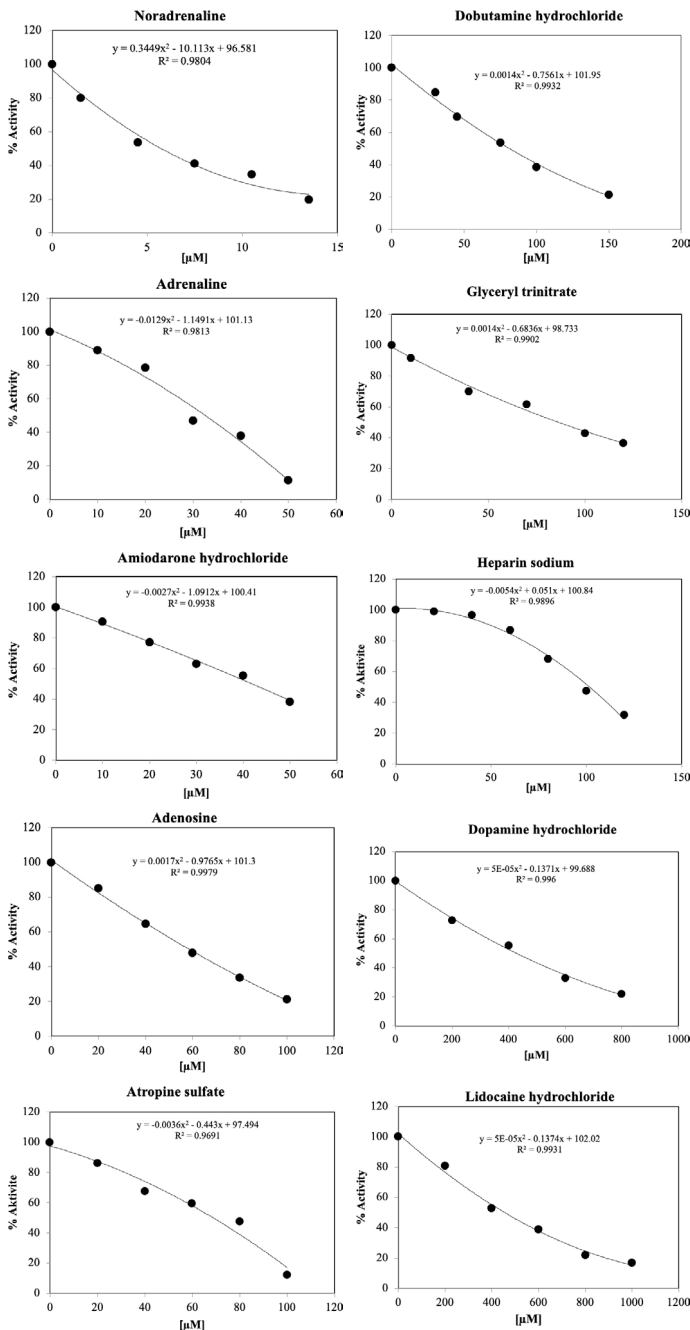 Noradrenaline
y = 0.3449x² - 10.113x + 96.581
R² = 0.9804
% Activity
120
100
80
60
40
20
0
0 5 10 15
[µM]
Dobutamine hydrochloride
y = 0.0014x² - 0.7561x + 101.95
R² = 0.9932
% Activity
120
100
80
60
40
20
0
0 50 100 150 200
[µM]
Adrenaline
y = -0.0129x² - 1.1491x + 101.13
R² = 0.9813
% Activity
120
100
80
60
40
20
0
0 10 20 30 40 50 60
[µM]
Glyceryl trinitrate
y = 0.0014x² - 0.6836x + 98.733
R² = 0.9902
% Activity
120
100
80
60
40
20
0
0 50 100 150
[µM]
Amiodarone hydrochloride
y = -0.0027x² - 1.0912x + 100.41
R² = 0.9938
% Activity
120
100
80
60
40
20
0
0 10 20 30 40 50 60
[µM]
Heparin sodium
y = -0.0054x² + 0.051x + 100.84
R² = 0.9896
% Aktivite
120
100
80
60
40
20
0
0 50 100 150
[µM]
Adenosine
y = 0.0017x² - 0.9765x + 101.3
R² = 0.9979
% Activity
120
100
80
60
40
20
0
0 20 40 60 80 100 120
[µM]
Dopamine hydrochloride
y = 5E-05x² - 0.1371x + 99.688
R² = 0.996
% Activity
120
100
80
60
40
20
0
0 200 400 600 800 1000
[µM]
Atropine sulfate
y = -0.0036x² - 0.443x + 97.494
R² = 0.9691
% Aktivite
120
100
80
60
40
20
0
0 20 40 60 80 100 120
[µM]
Lidocaine hydrochloride
y = 5E-05x² - 0.1374x + 102.02
R² = 0.9931
% Activity
120
100
80
60
40
20
0
0 200 400 600 800 1000 1200
[µM]